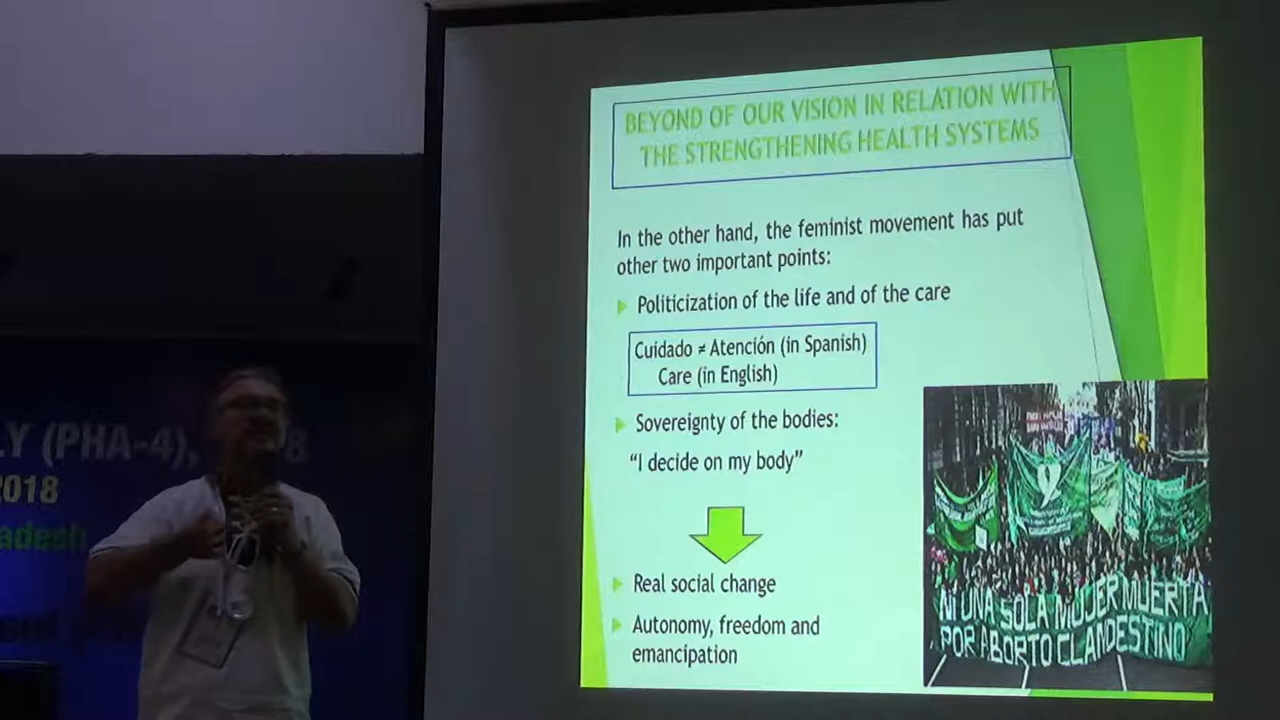 LY (PHA-4),
2018
adesh
BEYOND OF OUR VISION IN RELATION WITH
THE STRENGTHENING HEALTH SYSTEMS
In the other hand, the feminist movement has put
other two important points:
Politicization of the life and of the care
Cuidado ≠ Atención (in Spanish)
Care (in English)
Sovereignty of the bodies:
“I decide on my body”
Real social change
Autonomy, freedom and
emancipation
NI UNA SOLA MUJER MUERTA
POR ABORTO CLANDESTINO